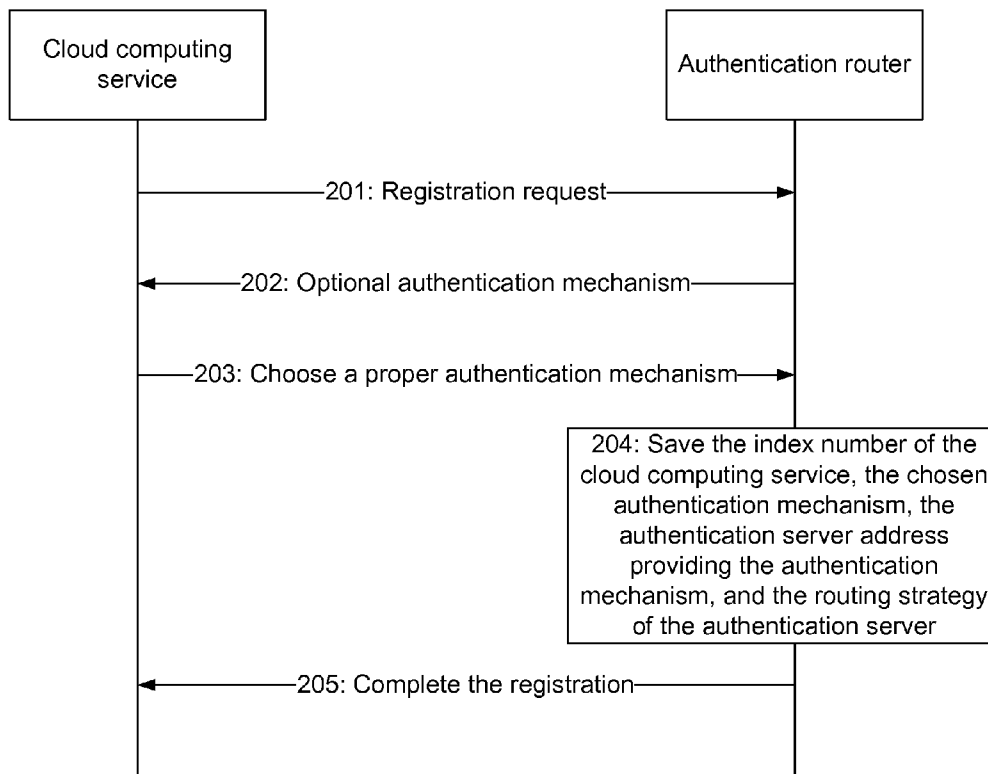 Cloud computing
service
Authentication router
201: Registration request
202: Optional authentication mechanism
203: Choose a proper authentication mechanism
204: Save the index number of the
cloud computing service, the chosen
authentication mechanism, the
authentication server address
providing the authentication
mechanism, and the routing strategy
of the authentication server
205: Complete the registration